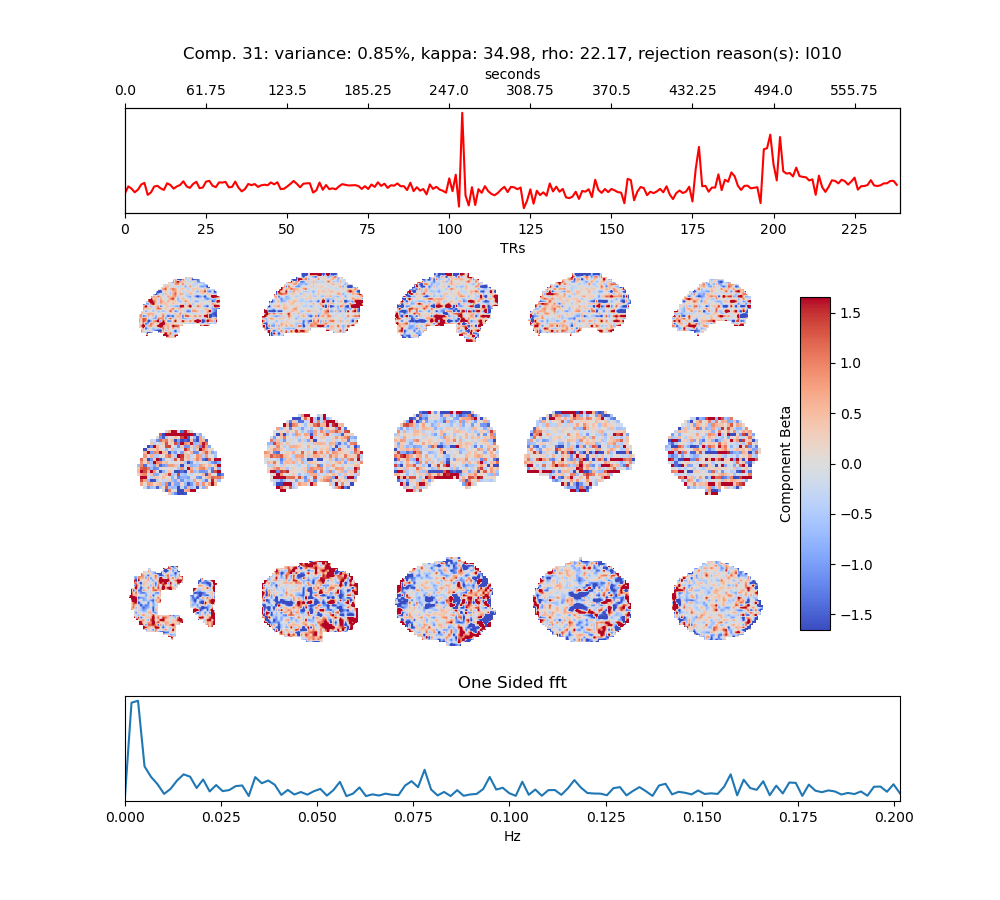 Comp. 31: variance: 0.85%, kappa: 34.98, rho: 22.17, rejection reason(s): I010
seconds
0.0 61.75 123.5 185.25 247.0 308.75 370.5 432.25 494.0 555.75
0 25 50 75 100 125 150 175 200 225
TRs
Component Beta
1.5
1.0
0.5
0.0
−0.5
−1.0
−1.5
One Sided fft
0.000 0.025 0.050 0.075 0.100 0.125 0.150 0.175 0.200
Hz